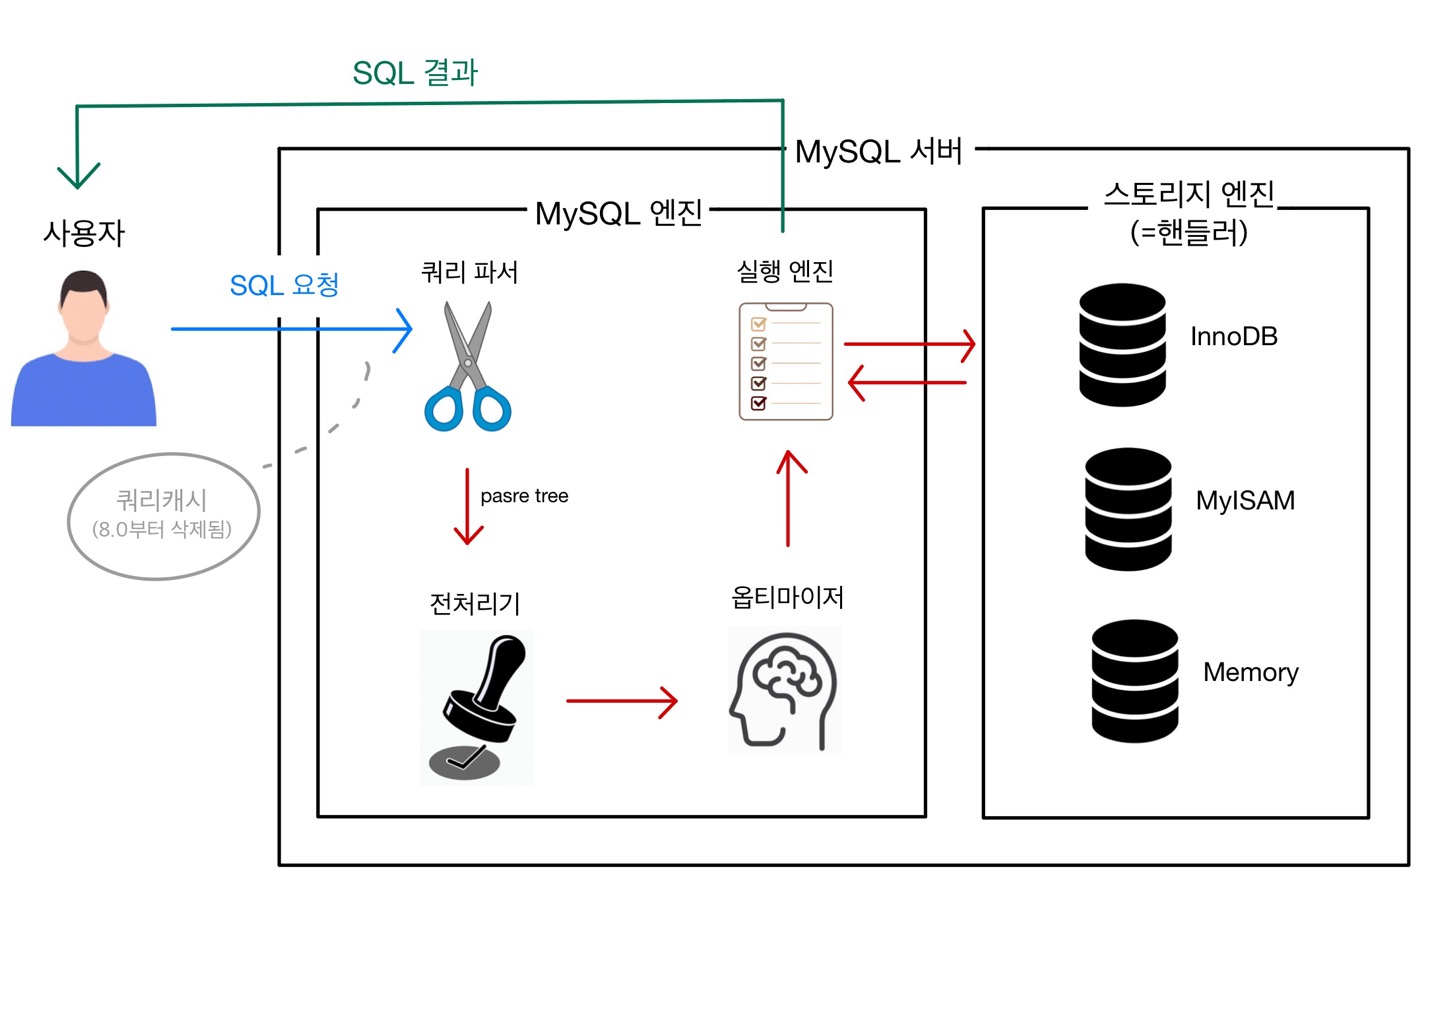 SQL 결과
MySQL 서버
스토리지 엔진
(=핸들러)
MySQL 엔진
사용자
SQL 요청
쿼리 파서
실행 엔진
InnoDB
쿼리캐시
(8.0부터 삭제됨)
pasre tree
MyISAM
전처리기
옵티마이저
Memory